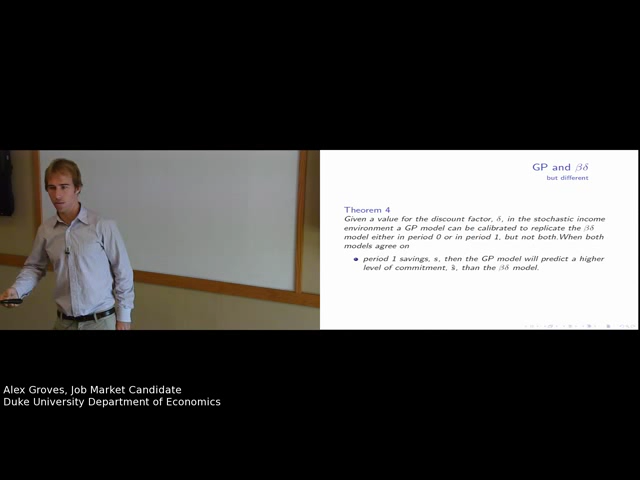 GP and βδ
but different
Theorem 4
Given a value for the discount factor, δ, in the stochastic income
environment a GP model can be calibrated to replicate the βδ
model either in period 0 or in period 1, but not both.When both
models agree on
period 1 savings, s, then the GP model will predict a higher
level of commitment, ŝ, than the βδ model.
Alex Groves, Job Market Candidate
Duke University Department of Economics